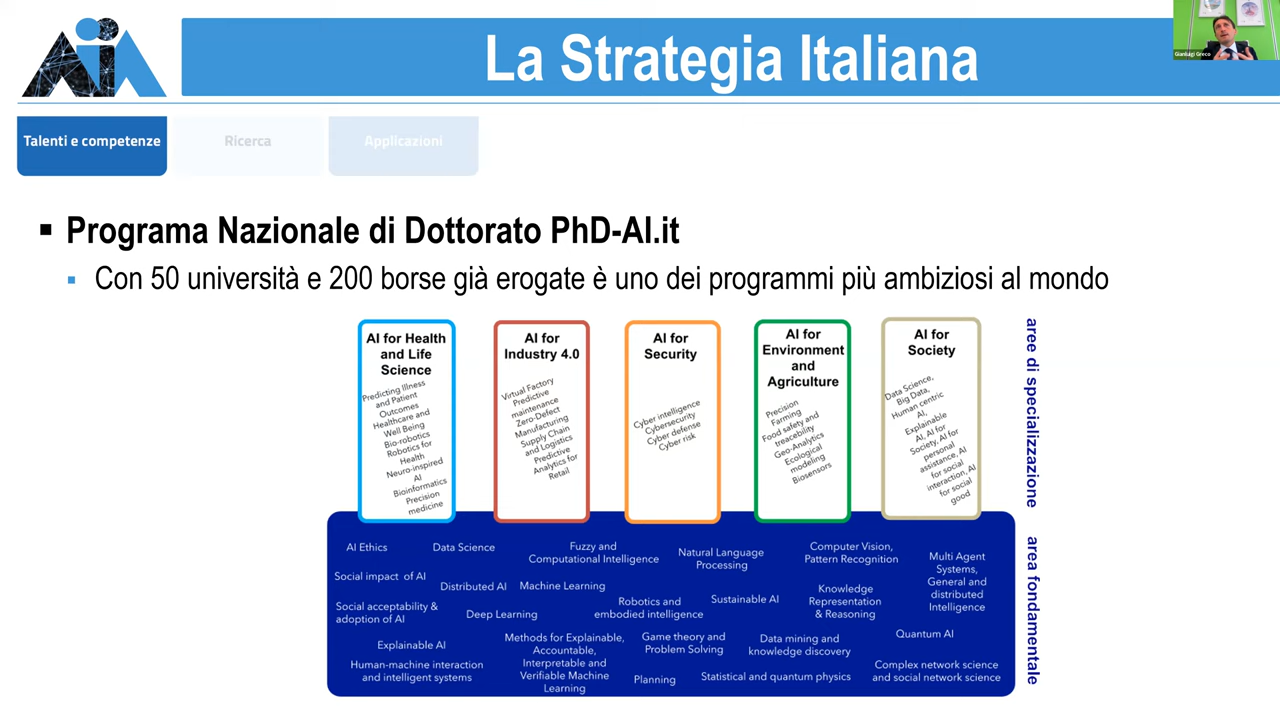 AIA
La Strategia Italiana
Gianluigi Greco
Talenti e competenze
Ricerca
Applicazioni
Programa Nazionale di Dottorato PhD-AI.it
Con 50 università e 200 borse già erogate è uno dei programmi più ambiziosi al mondo
AI for Health
and Life
Science
Predicting Illness
and Patient
Outcomes
Healthcare and
Well Being
Bio-robotics
Robotics for
Health
Neuro-inspired
AI
Bioinformatics
Precision
medicine
AI for
Industry 4.0
Virtual Factory
Predictive
maintenance
Zero-Defect
Manufacturing
Supply Chain
and Logistics
Predictive
Analytics for
Retail
AI for
Security
Cyber intelligence
Cybersecurity
Cyber defense
Cyber risk
AI for
Environment
and
Agriculture
Precision
Farming
Food safety and
traceability
Geo-Analytics
Ecological
modeling
Biosensors
AI for
Society
Data Science,
Big Data,
Human centric
AI,
Explainable
AI, AI for
Society, AI for
personal
assistance, AI
for social
interaction, AI
for social
good
aree di specializzazione
AI Ethics
Data Science
Fuzzy and
Computational Intelligence
Natural Language
Processing
Computer Vision,
Pattern Recognition
Multi Agent
Systems,
General and
distributed
Intelligence
Social impact of AI
Distributed AI
Machine Learning
Social acceptability &
adoption of AI
Deep Learning
Robotics and
embodied intelligence
Sustainable AI
Knowledge
Representation
& Reasoning
Explainable AI
Methods for Explainable,
Accountable,
Interpretable and
Verifiable Machine
Learning
Game theory and
Problem Solving
Data mining and
knowledge discovery
Quantum AI
Human-machine interaction
and intelligent systems
Planning
Statistical and quantum physics
Complex network science
and social network science
area fondamentale